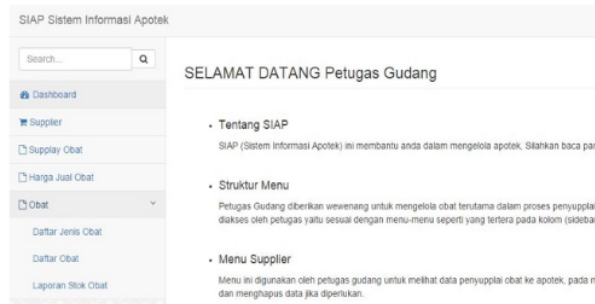 SIAP Sistem Informasi Apotek
Search...
SELAMAT DATANG Petugas Gudang
Dashboard
Supplier
Supplay Obat
Harga Jual Obat
Obat
Daftar Jenis Obat
Daftar Obat
Laporan Stok Obat
Tentang SIAP
SIAP (Sistem Informasi Apotek) ini membantu anda dalam mengelola apotek, Silahkan baca pa
Struktur Menu
Petugas Gudang diberikan wewenang untuk mengelola obat terutama dalam proses penyupplai
diakses oleh petugas yaitu sesuai dengan menu-menu seperti yang tertera pada kolom (sideba
Menu Supplier
Menu ini digunakan oleh petugas gudang untuk melihat data penyupplai obat ke apotek, pada
dan menghapus data jika diperlukan.